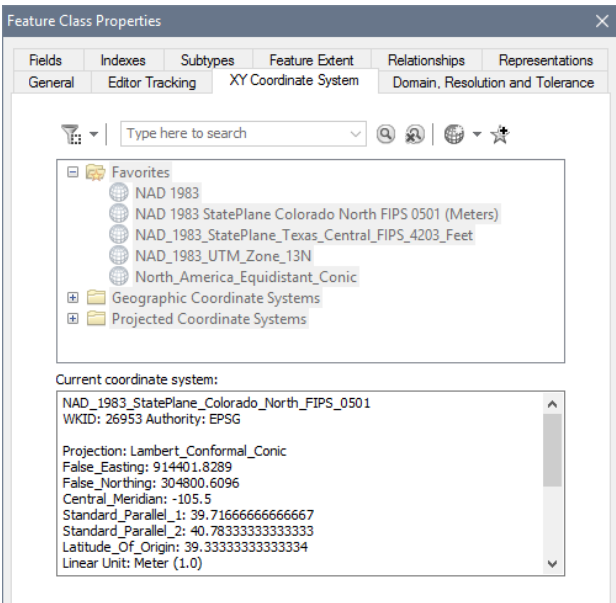 Feature Class Properties
Fields Indexes Subtypes Feature Extent Relationships Representations
General Editor Tracking XY Coordinate System Domain, Resolution and Tolerance
Type here to search
Favorites
NAD 1983
NAD 1983 StatePlane Colorado North FIPS 0501 (Meters)
NAD_1983_StatePlane_Texas_Central_FIPS_4203_Feet
NAD_1983_UTM_Zone_13N
North_America_Equidistant_Conic
Geographic Coordinate Systems
Projected Coordinate Systems
Current coordinate system:
NAD_1983_StatePlane_Colorado_North_FIPS_0501
WKID: 26953 Authority: EPSG
Projection: Lambert_Conformal_Conic
False_Easting: 914401.8289
False_Northing: 304800.6096
Central_Meridian: -105.5
Standard_Parallel_1: 39.71666666666667
Standard_Parallel_2: 40.78333333333333
Latitude_Of_Origin: 39.33333333333334
Linear Unit: Meter (1.0)